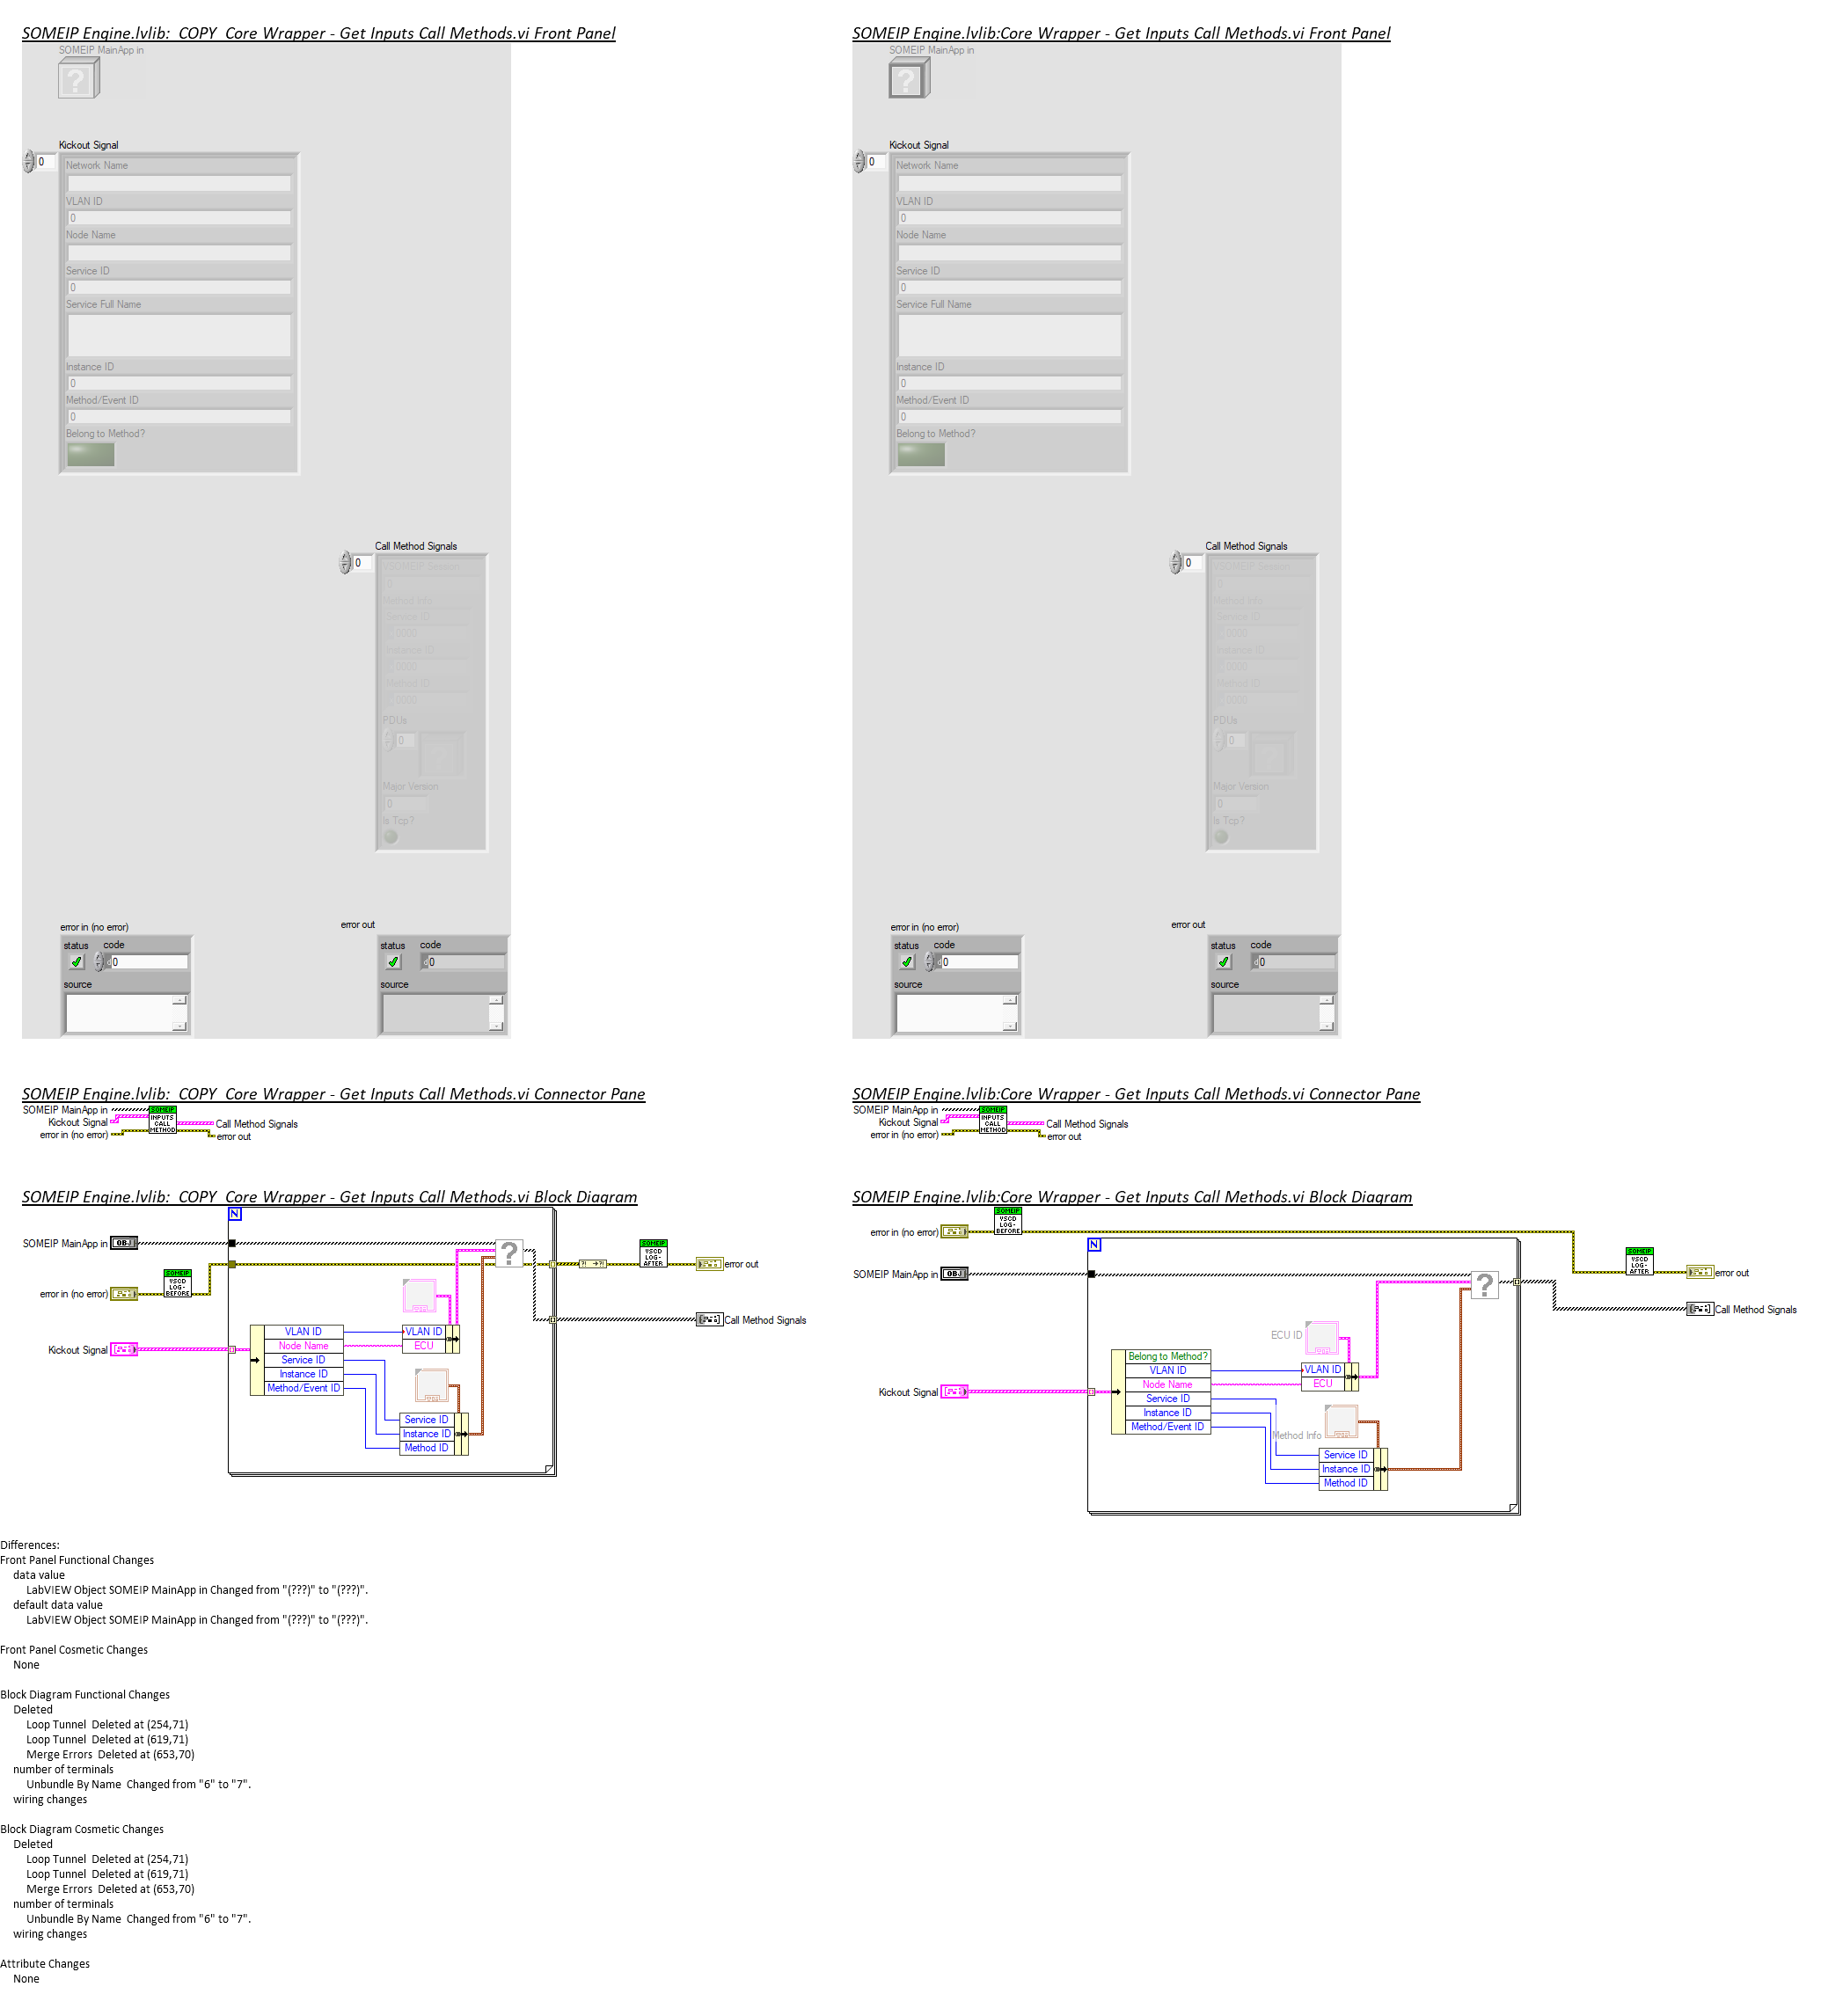 SOMEIP Engine.lvlib:  COPY  Core Wrapper - Get Inputs Call Methods.vi Front Panel
SOMEIP MainApp in
?
Kickout Signal
0
Network Name
VLAN ID
0
Node Name
Service ID
0
Service Full Name
Instance ID
0
Method/Event ID
0
Belong to Method?
Call Method Signals
0
vSOMEIP Session
0
Method Info
Service ID
0000
Instance ID
0000
Method ID
0000
PDUs
0
Major Version
0
Is Tcp?
error in (no error)
status code
d0
source
error out
status code
d0
source
SOMEIP Engine.lvlib:Core Wrapper - Get Inputs Call Methods.vi Front Panel
SOMEIP MainApp in
?
Kickout Signal
0
Network Name
VLAN ID
0
Node Name
Service ID
0
Service Full Name
Instance ID
0
Method/Event ID
0
Belong to Method?
Call Method Signals
0
vSOMEIP Session
0
Method Info
Service ID
0000
Instance ID
0000
Method ID
0000
PDUs
0
Major Version
0
Is Tcp?
error in (no error)
status code
d0
source
error out
status code
d0
source
SOMEIP Engine.lvlib:  COPY  Core Wrapper - Get Inputs Call Methods.vi Connector Pane
SOMEIP MainApp in
Kickout Signal
error in (no error)
SOMEIP
INPUTS
CALL
METHOD
Call Method Signals
error out
SOMEIP Engine.lvlib:Core Wrapper - Get Inputs Call Methods.vi Connector Pane
SOMEIP MainApp in
Kickout Signal
error in (no error)
SOMEIP
INPUTS
CALL
METHOD
Call Method Signals
error out
SOMEIP Engine.lvlib:  COPY  Core Wrapper - Get Inputs Call Methods.vi Block Diagram
N
SOMEIP MainApp in
OBJ
error in (no error)
SOMEIP
VSCD
LOG-
BEFORE
Kickout Signal
VLAN ID
Node Name
Service ID
Instance ID
Method/Event ID
VLAN ID
ECU
Service ID
Instance ID
Method ID
?
SOMEIP
VSCD
LOG-
AFTER
error out
Call Method Signals
SOMEIP Engine.lvlib:Core Wrapper - Get Inputs Call Methods.vi Block Diagram
error in (no error)
SOMEIP
VSCD
LOG-
BEFORE
N
SOMEIP MainApp in
OBJ
Kickout Signal
Belong to Method?
VLAN ID
Node Name
Service ID
Instance ID
Method/Event ID
ECU ID
VLAN ID
ECU
Method Info
Service ID
Instance ID
Method ID
?
SOMEIP
VSCD
LOG-
AFTER
error out
Call Method Signals
Differences:
Front Panel Functional Changes
data value
LabVIEW Object SOMEIP MainApp in Changed from "(???)" to "(???)".
default data value
LabVIEW Object SOMEIP MainApp in Changed from "(???)" to "(???)".
Front Panel Cosmetic Changes
None
Block Diagram Functional Changes
Deleted
Loop Tunnel  Deleted at (254,71)
Loop Tunnel  Deleted at (619,71)
Merge Errors  Deleted at (653,70)
number of terminals
Unbundle By Name  Changed from "6" to "7".
wiring changes
Block Diagram Cosmetic Changes
Deleted
Loop Tunnel  Deleted at (254,71)
Loop Tunnel  Deleted at (619,71)
Merge Errors  Deleted at (653,70)
number of terminals
Unbundle By Name  Changed from "6" to "7".
wiring changes
Attribute Changes
None